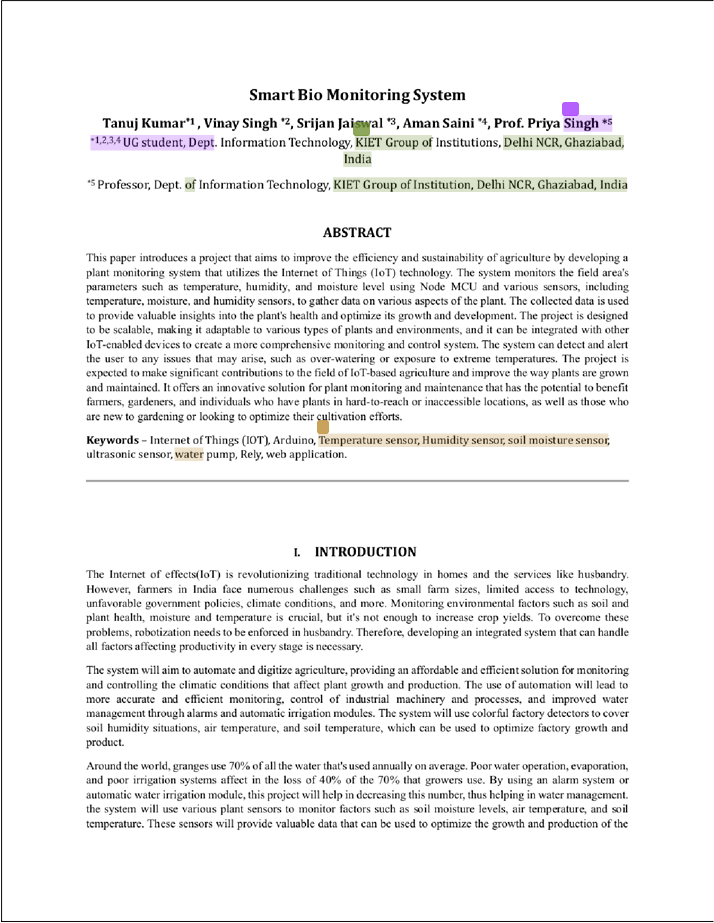 Smart Bio Monitoring System
Tanuj Kumar*1 , Vinay Singh *2, Srijan Jaiswal *3, Aman Saini *4, Prof. Priya Singh *5
*1,2,3,4 UG student, Dept. Information Technology, KIET Group of Institutions, Delhi NCR, Ghaziabad,
India
*5 Professor, Dept. of Information Technology, KIET Group of Institution, Delhi NCR, Ghaziabad, India
ABSTRACT
This paper introduces a project that aims to improve the efficiency and sustainability of agriculture by developing a
plant monitoring system that utilizes the Internet of Things (IoT) technology. The system monitors the field area's
parameters such as temperature, humidity, and moisture level using Node MCU and various sensors, including
temperature, moisture, and humidity sensors, to gather data on various aspects of the plant. The collected data is used
to provide valuable insights into the plant's health and optimize its growth and development. The project is designed
to be scalable, making it adaptable to various types of plants and environments, and it can be integrated with other
IoT-enabled devices to create a more comprehensive monitoring and control system. The system can detect and alert
the user to any issues that may arise, such as over-watering or exposure to extreme temperatures. The project is
expected to make significant contributions to the field of IoT-based agriculture and improve the way plants are grown
and maintained. It offers an innovative solution for plant monitoring and maintenance that has the potential to benefit
farmers, gardeners, and individuals who have plants in hard-to-reach or inaccessible locations, as well as those who
are new to gardening or looking to optimize their cultivation efforts.
Keywords – Internet of Things (IOT), Arduino, Temperature sensor, Humidity sensor, soil moisture sensor,
ultrasonic sensor, water pump, Rely, web application.
I. INTRODUCTION
The Internet of effects(IoT) is revolutionizing traditional technology in homes and the services like husbandry.
However, farmers in India face numerous challenges such as small farm sizes, limited access to technology,
unfavorable government policies, climate conditions, and more. Monitoring environmental factors such as soil and
plant health, moisture and temperature is crucial, but it's not enough to increase crop yields. To overcome these
problems, robotization needs to be enforced in husbandry. Therefore, developing an integrated system that can handle
all factors affecting productivity in every stage is necessary.
The system will aim to automate and digitize agriculture, providing an affordable and efficient solution for monitoring
and controlling the climatic conditions that affect plant growth and production. The use of automation will lead to
more accurate and efficient monitoring, control of industrial machinery and processes, and improved water
management through alarms and automatic irrigation modules. The system will use colorful factory detectors to cover
soil humidity situations, air temperature, and soil temperature, which can be used to optimize factory growth and
product.
Around the world, granges use 70% of all the water that's used annually on average. Poor water operation, evaporation,
and poor irrigation systems affect in the loss of 40% of the 70% that growers use. By using an alarm system or
automatic water irrigation module, this project will help in decreasing this number, thus helping in water management.
the system will use various plant sensors to monitor factors such as soil moisture levels, air temperature, and soil
temperature. These sensors will provide valuable data that can be used to optimize the growth and production of the